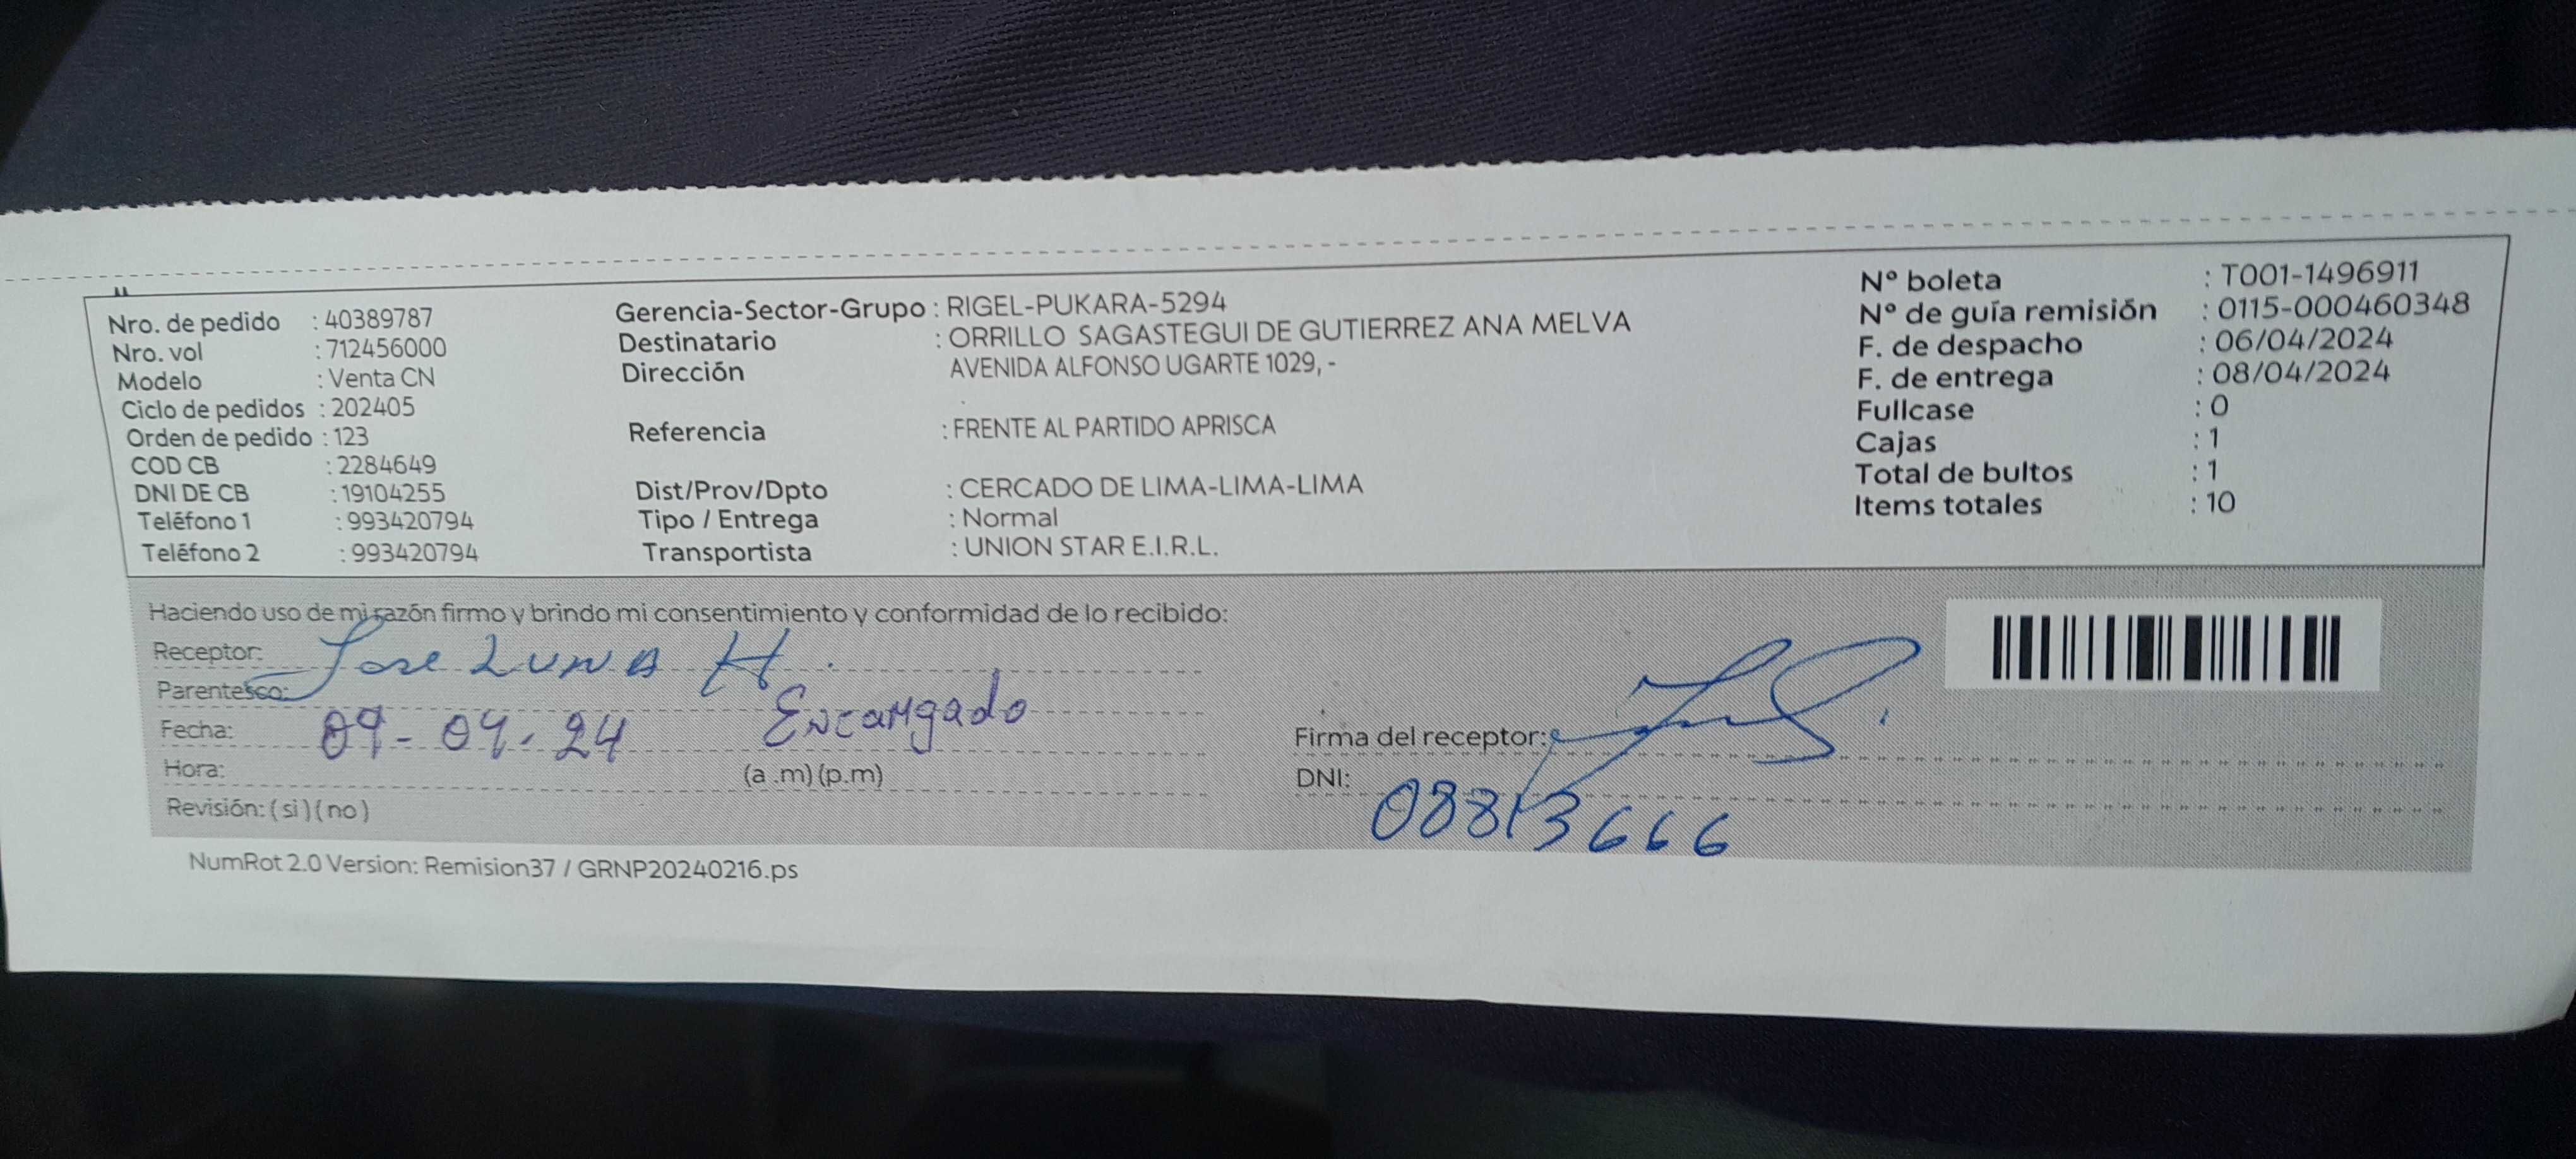 Nro. de pedido : 40389787
Nro. vol : 712456000
Modelo : Venta CN
Ciclo de pedidos : 202405
Orden de pedido : 123
COD CB : 2284649
DNI DE CB : 19104255
Teléfono 1 : 993420794
Teléfono 2 : 993420794
Gerencia-Sector-Grupo : RIGEL-PUKARA-5294
Destinatario : ORRILLO SAGASTEGUI DE GUTIERREZ ANA MELVA
Dirección AVENIDA ALFONSO UGARTE 1029, -
.
Referencia : FRENTE AL PARTIDO APRISCA
Dist/Prov/Dpto : CERCADO DE LIMA-LIMA-LIMA
Tipo / Entrega : Normal
Transportista : UNION STAR E.I.R.L.
N° boleta : T001-1496911
N° de guía remisión : 0115-000460348
F. de despacho : 06/04/2024
F. de entrega : 08/04/2024
Fullcase : 0
Cajas : 1
Total de bultos : 1
Items totales : 10
Haciendo uso de mi razón firmo y brindo mi consentimiento y conformidad de lo recibido:
Receptor: Jose Luna H.
Parentesco: Encargado
Fecha: 09-04-24
Hora: (a .m) (p.m)
Revisión: ( si ) ( no )
Firma del receptor:
DNI: 08813666
NumRot 2.0 Version: Remision37 / GRNP20240216.ps